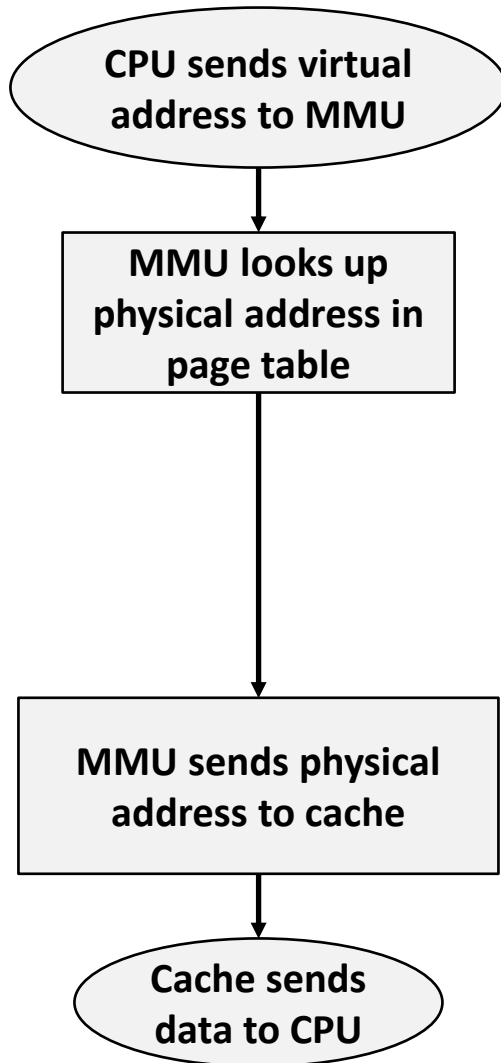 CPU sends virtual
address to MMU
MMU looks up
physical address in
page table
MMU sends physical
address to cache
Cache sends
data to CPU